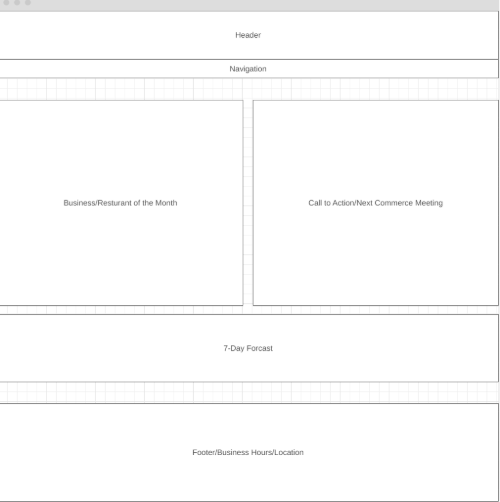 Header
Navigation
Business/Resturant of the Month
Call to Action/Next Commerce Meeting
7-Day Forcast
Footer/Business Hours/Location